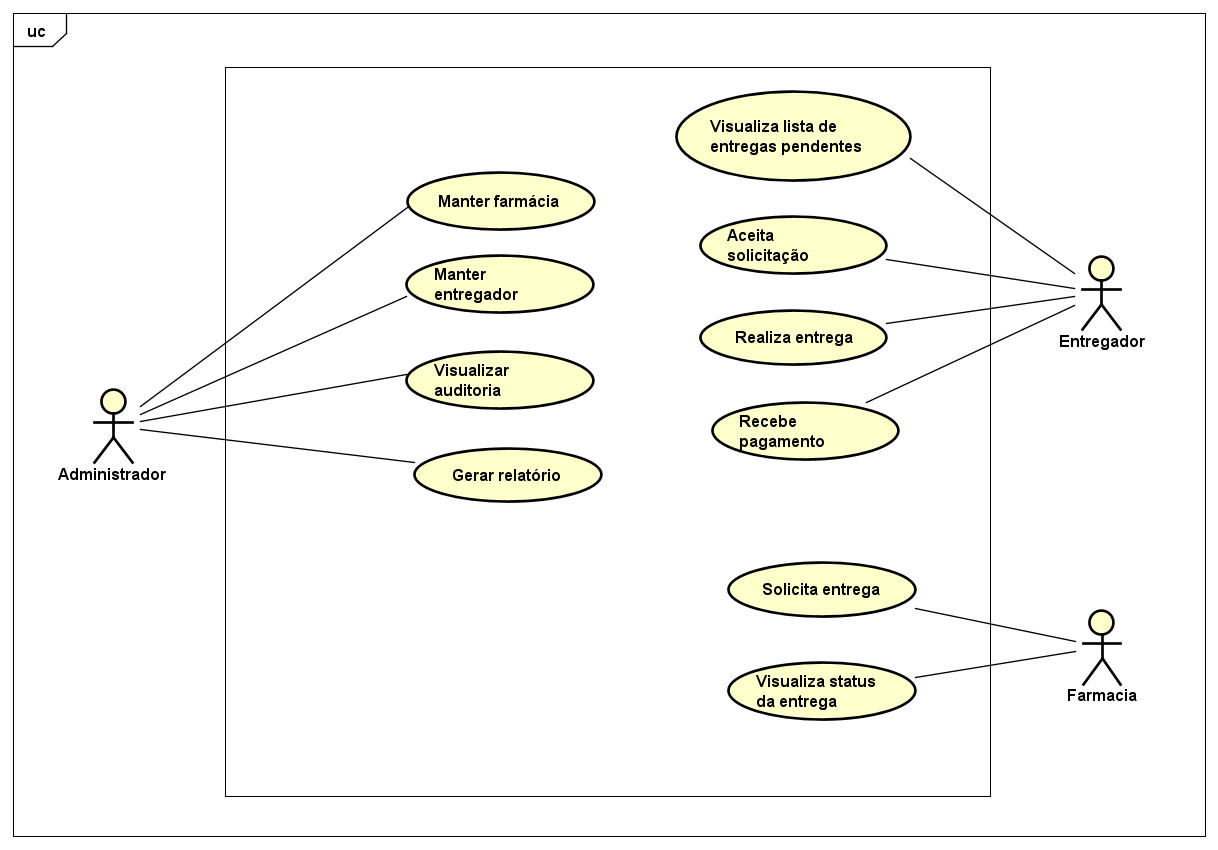 uc
Visualiza lista de
entregas pendentes
Manter farmácia
Aceita
solicitação
Manter
entregador
Realiza entrega
Entregador
Visualizar
auditoria
Recebe
pagamento
Administrador
Gerar relatório
Solicita entrega
Visualiza status
da entrega
Farmacia